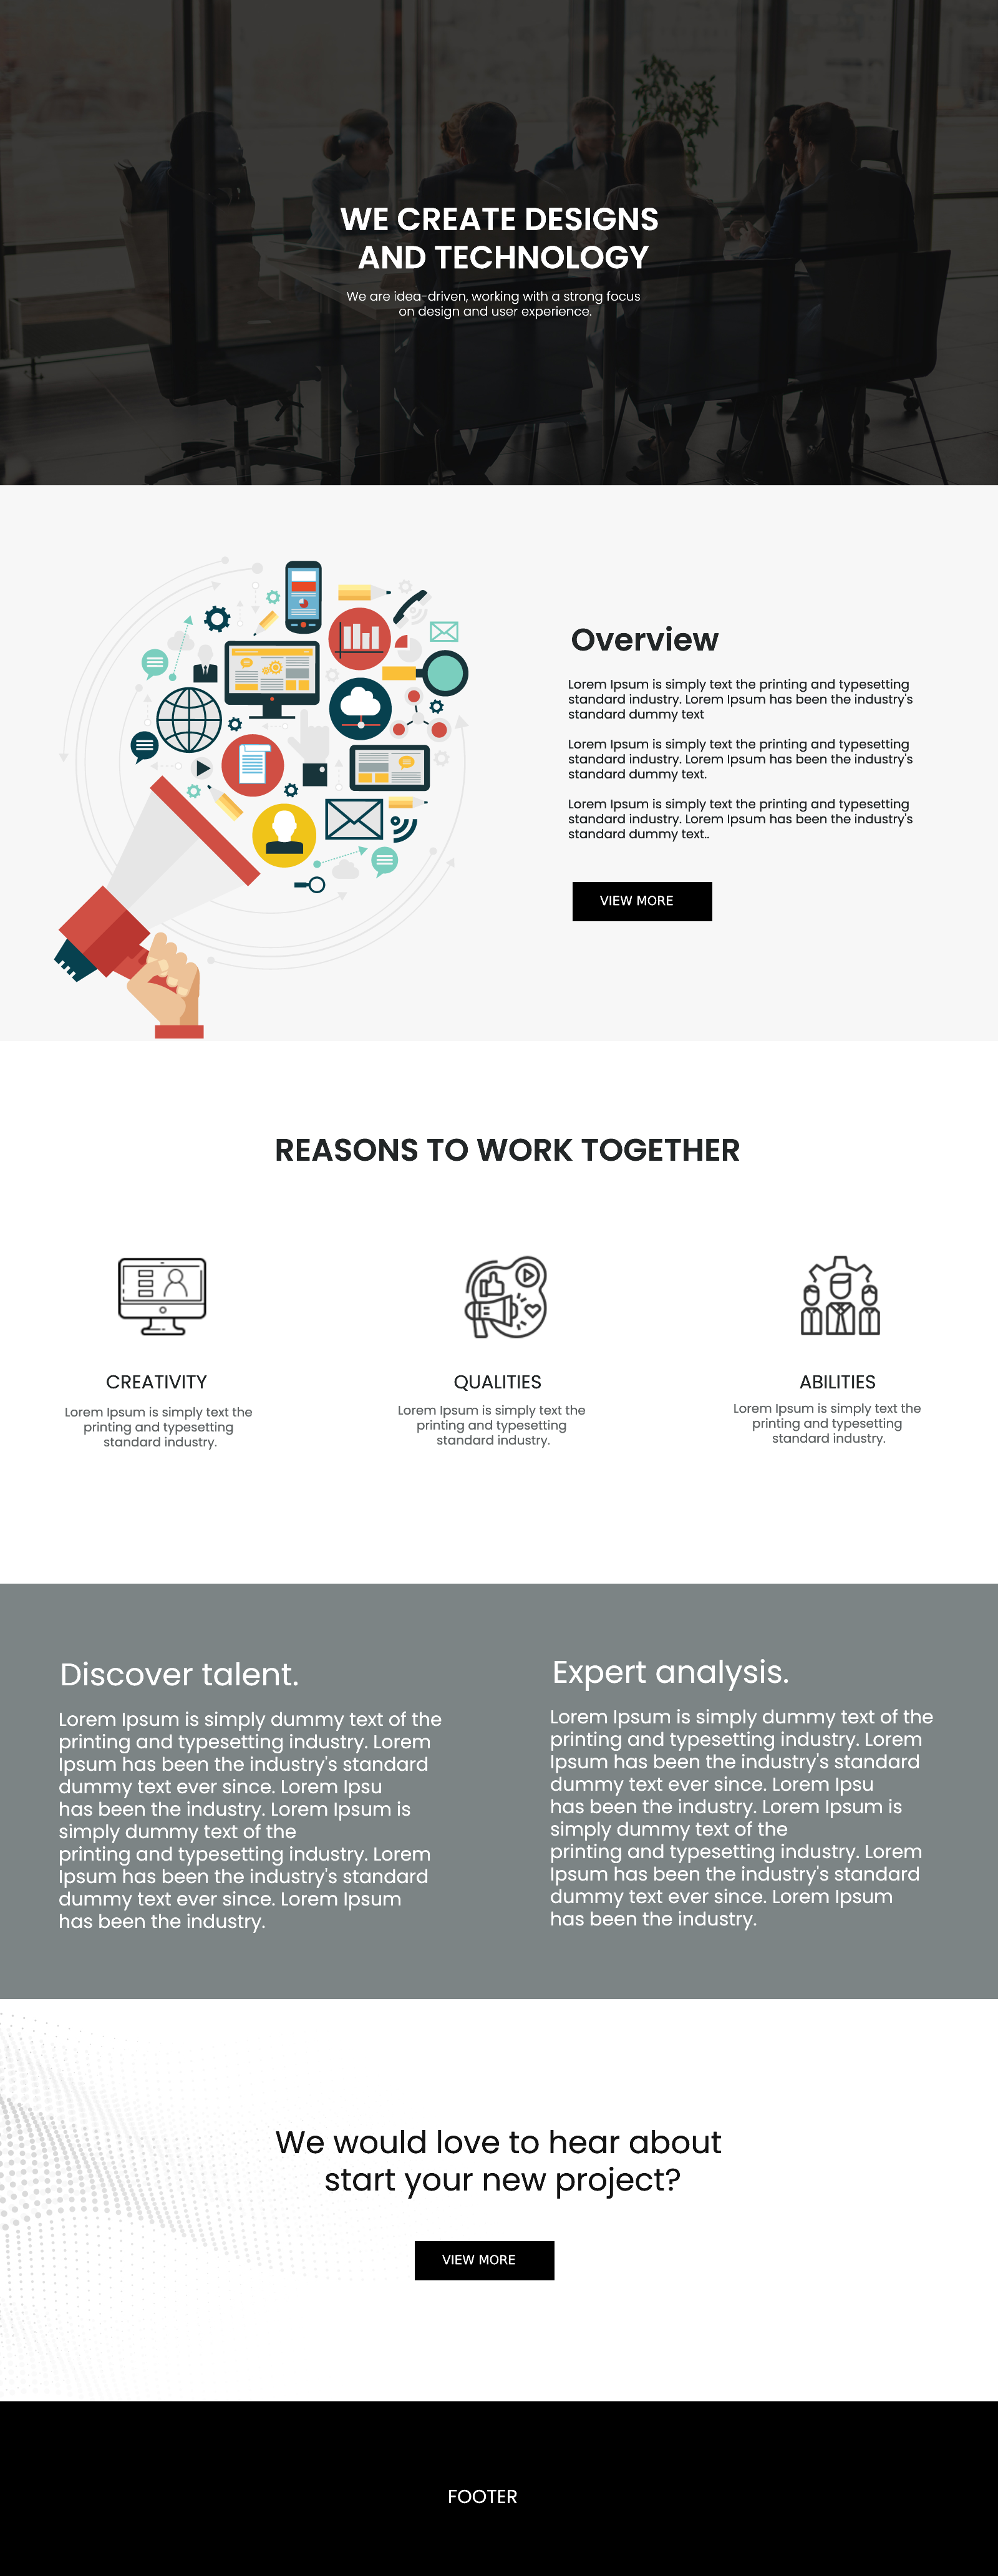 WE CREATE DESIGNS
AND TECHNOLOGY
We are idea-driven, working with a strong focus
on design and user experience.
Overview
Lorem Ipsum is simply text the printing and typesetting
standard industry. Lorem Ipsum has been the industry's
standard dummy text
Lorem Ipsum is simply text the printing and typesetting
standard industry. Lorem Ipsum has been the industry's
standard dummy text.
Lorem Ipsum is simply text the printing and typesetting
standard industry. Lorem Ipsum has been the industry's
standard dummy text..
VIEW MORE
REASONS TO WORK TOGETHER
CREATIVITY
Lorem Ipsum is simply text the
printing and typesetting
standard industry.
QUALITIES
Lorem Ipsum is simply text the
printing and typesetting
standard industry.
ABILITIES
Lorem Ipsum is simply text the
printing and typesetting
standard industry.
Discover talent.
Lorem Ipsum is simply dummy text of the
printing and typesetting industry. Lorem
Ipsum has been the industry's standard
dummy text ever since. Lorem Ipsu
has been the industry. Lorem Ipsum is
simply dummy text of the
printing and typesetting industry. Lorem
Ipsum has been the industry's standard
dummy text ever since. Lorem Ipsum
has been the industry.
Expert analysis.
Lorem Ipsum is simply dummy text of the
printing and typesetting industry. Lorem
Ipsum has been the industry's standard
dummy text ever since. Lorem Ipsu
has been the industry. Lorem Ipsum is
simply dummy text of the
printing and typesetting industry. Lorem
Ipsum has been the industry's standard
dummy text ever since. Lorem Ipsum
has been the industry.
We would love to hear about
start your new project?
VIEW MORE
FOOTER